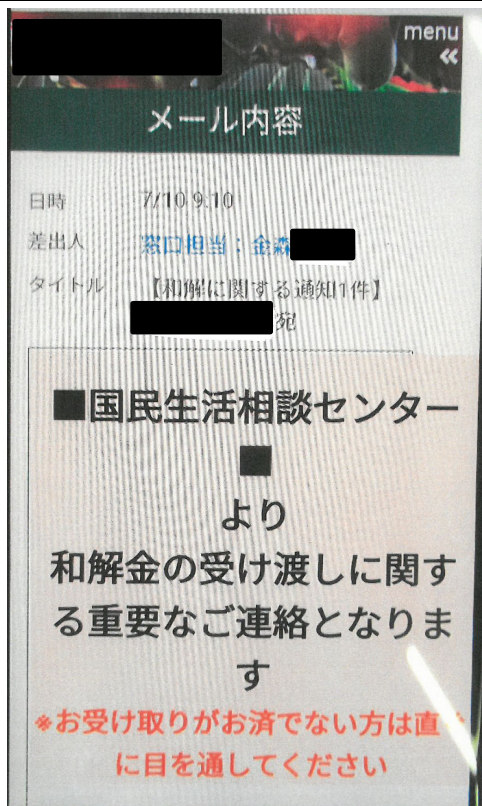 menu
«
メール内容
日時 7/10 9:10
差出人 窓口担当：金森
タイトル 【和解に関する通知1件】
宛
■国民生活相談センター
■
より
和解金の受け渡しに関す
る重要なご連絡となりま
す
※お受け取りがお済でない方は直
に目を通してください